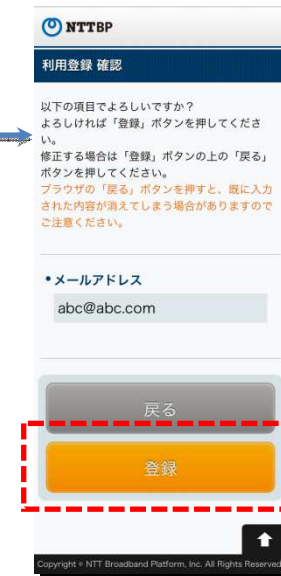 NTTBP
利用登録 確認
以下の項目でよろしいですか？
よろしければ「登録」ボタンを押してくださ
い。
修正する場合は「登録」ボタンの上の「戻る」
ボタンを押してください。
ブラウザの「戻る」ボタンを押すと、既に入力
された内容が消えてしまう場合がありますので
ご注意ください。
•メールアドレス
abc@abc.com
戻る
登録
Copyright © NTT Broadband Platform, Inc. All Rights Reserved